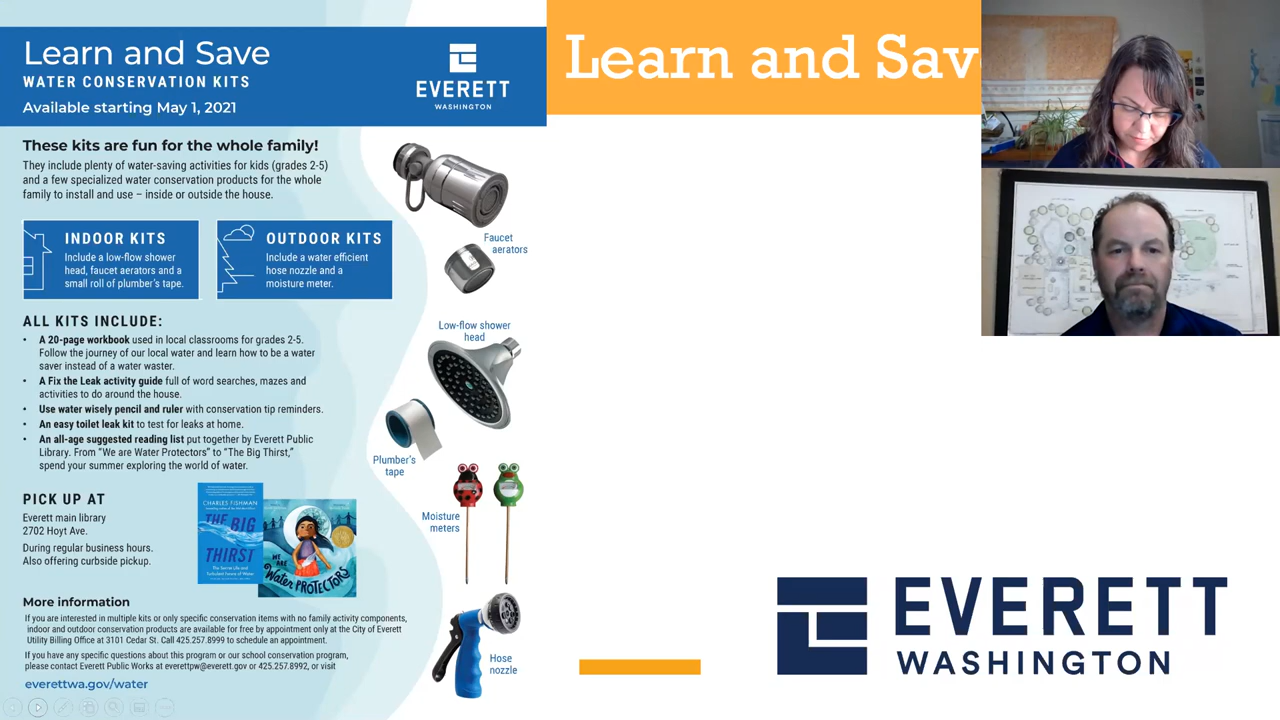 Learn and Save
WATER CONSERVATION KITS
Available starting May 1, 2021
EVERETT
WASHINGTON
These kits are fun for the whole family!
They include plenty of water-saving activities for kids (grades 2-5)
and a few specialized water conservation products for the whole
family to install and use – inside or outside the house.
INDOOR KITS
Include a low-flow shower
head, faucet aerators and a
small roll of plumber's tape.
OUTDOOR KITS
Include a water efficient
hose nozzle and a
moisture meter.
Faucet
aerators
ALL KITS INCLUDE:
• A 20-page workbook used in local classrooms for grades 2-5.
Follow the journey of our local water and learn how to be a water
saver instead of a water waster.
• A Fix the Leak activity guide full of word searches, mazes and
activities to do around the house.
• Use water wisely pencil and ruler with conservation tip reminders.
• An easy toilet leak kit to test for leaks at home.
• An all-age suggested reading list put together by Everett Public
Library. From “We are Water Protectors” to “The Big Thirst,”
spend your summer exploring the world of water.
Low-flow shower
head
Plumber's
tape
Moisture
meters
Hose
nozzle
PICK UP AT
Everett main library
2702 Hoyt Ave.
During regular business hours.
Also offering curbside pickup.
CHARLES FISHMAN
THE BIG
THIRST
The Secret Life and
Turbulent Future of Water
WE ARE
Water PROTECTORS
More information
If you are interested in multiple kits or only specific conservation items with no family activity components,
indoor and outdoor conservation products are available for free by appointment only at the City of Everett
Utility Billing Office at 3101 Cedar St. Call 425.257.8999 to schedule an appointment.
If you have any specific questions about this program or our school conservation program,
please contact Everett Public Works at everettpw@everett.gov or 425.257.8992, or visit
everettwa.gov/water
Learn and Sav
EVERETT
WASHINGTON